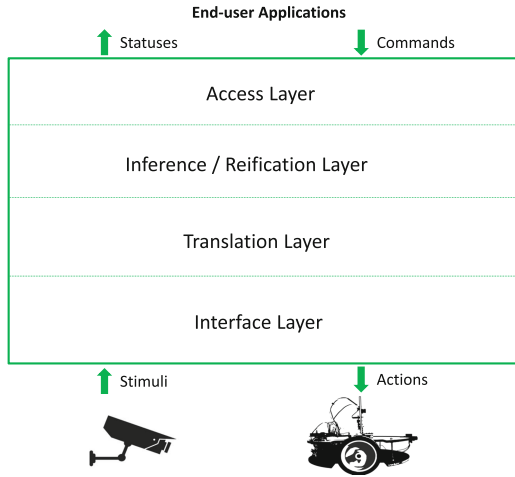 End-user Applications
Statuses
Commands
Access Layer
Inference / Reification Layer
Translation Layer
Interface Layer
Stimuli
Actions